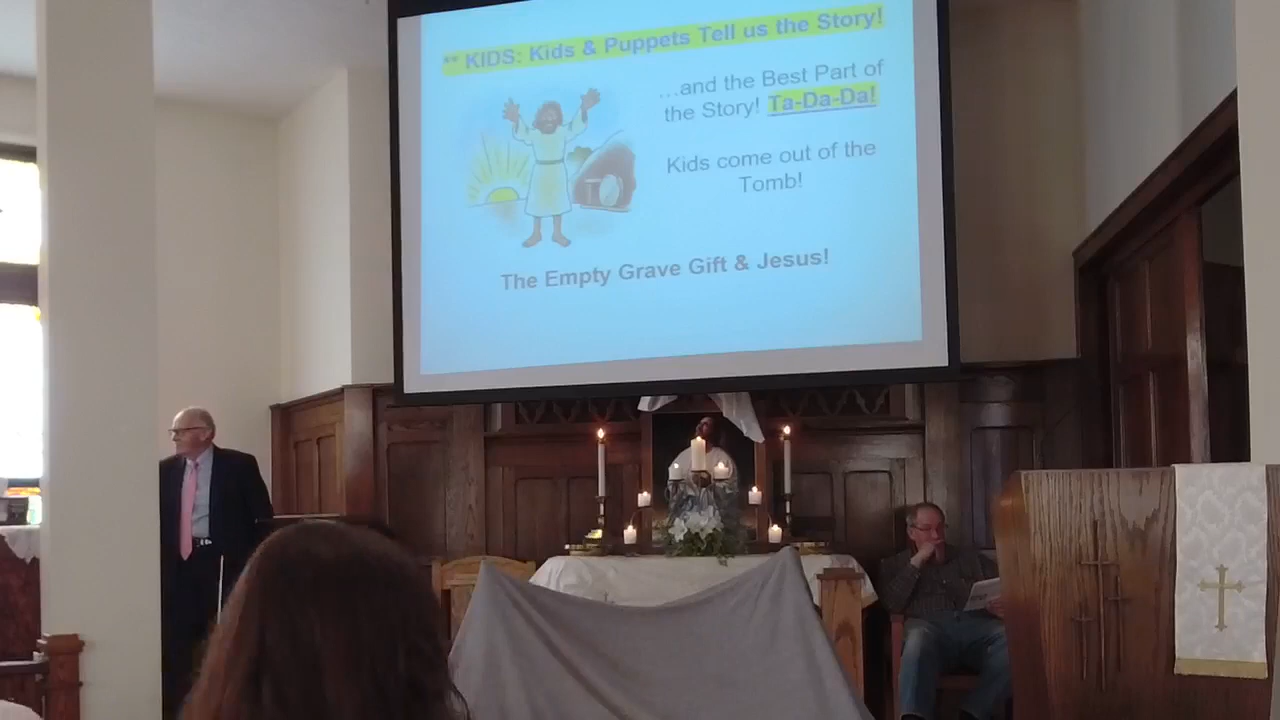 ** KIDS: Kids & Puppets Tell us the Story!
...and the Best Part of
the Story! Ta-Da-Da!
Kids come out of the
Tomb!
The Empty Grave Gift & Jesus!